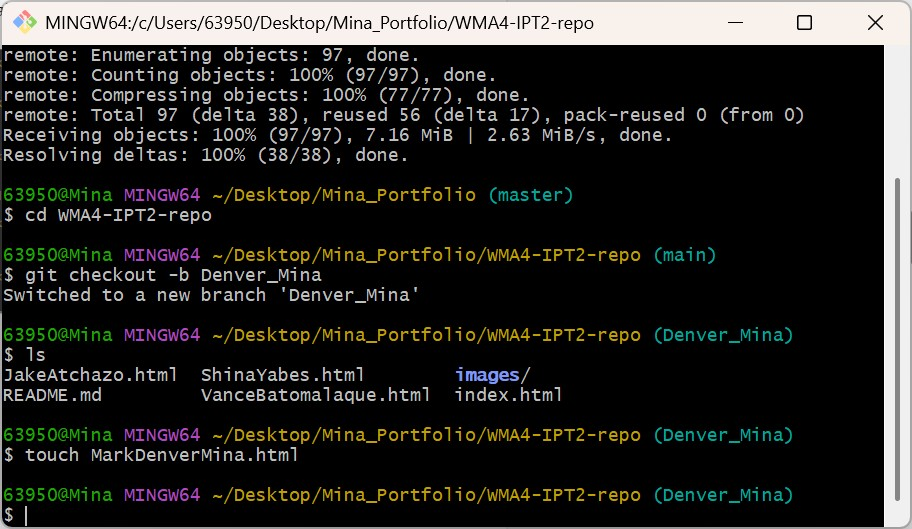 MINGW64:/c/Users/63950/Desktop/Mina_Portfolio/WMA4-IPT2-repo
remote: Enumerating objects: 97, done.
remote: Counting objects: 100% (97/97), done.
remote: Compressing objects: 100% (77/77), done.
remote: Total 97 (delta 38), reused 56 (delta 17), pack-reused 0 (from 0)
Receiving objects: 100% (97/97), 7.16 MiB | 2.63 MiB/s, done.
Resolving deltas: 100% (38/38), done.
63950@Mina MINGW64 ~/Desktop/Mina_Portfolio (master)
$ cd WMA4-IPT2-repo
63950@Mina MINGW64 ~/Desktop/Mina_Portfolio/WMA4-IPT2-repo (main)
$ git checkout -b Denver_Mina
Switched to a new branch 'Denver_Mina'
63950@Mina MINGW64 ~/Desktop/Mina_Portfolio/WMA4-IPT2-repo (Denver_Mina)
$ ls
JakeAtchazo.html  ShinaYabes.html         images/
README.md         VanceBatomalaque.html  index.html
63950@Mina MINGW64 ~/Desktop/Mina_Portfolio/WMA4-IPT2-repo (Denver_Mina)
$ touch MarkDenverMina.html
63950@Mina MINGW64 ~/Desktop/Mina_Portfolio/WMA4-IPT2-repo (Denver_Mina)
$